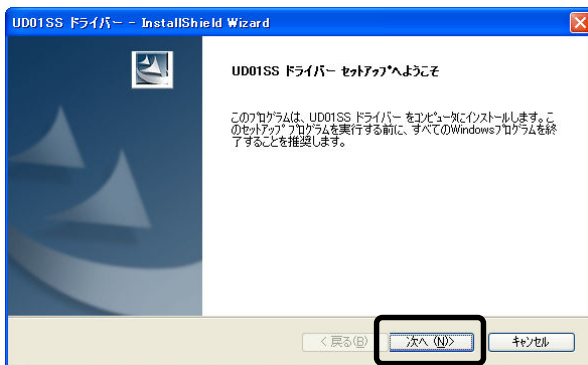 UD01SS ドライバー - InstallShield Wizard
UD01SS ドライバー セットアップへようこそ
このプログラムは、UD01SS ドライバー をコンピュータにインストールします。こ
のセットアップ プログラムを実行する前に、すべてのWindowsプログラムを終
了することを推奨します。
< 戻る(B)
次へ (N)>
キャンセル